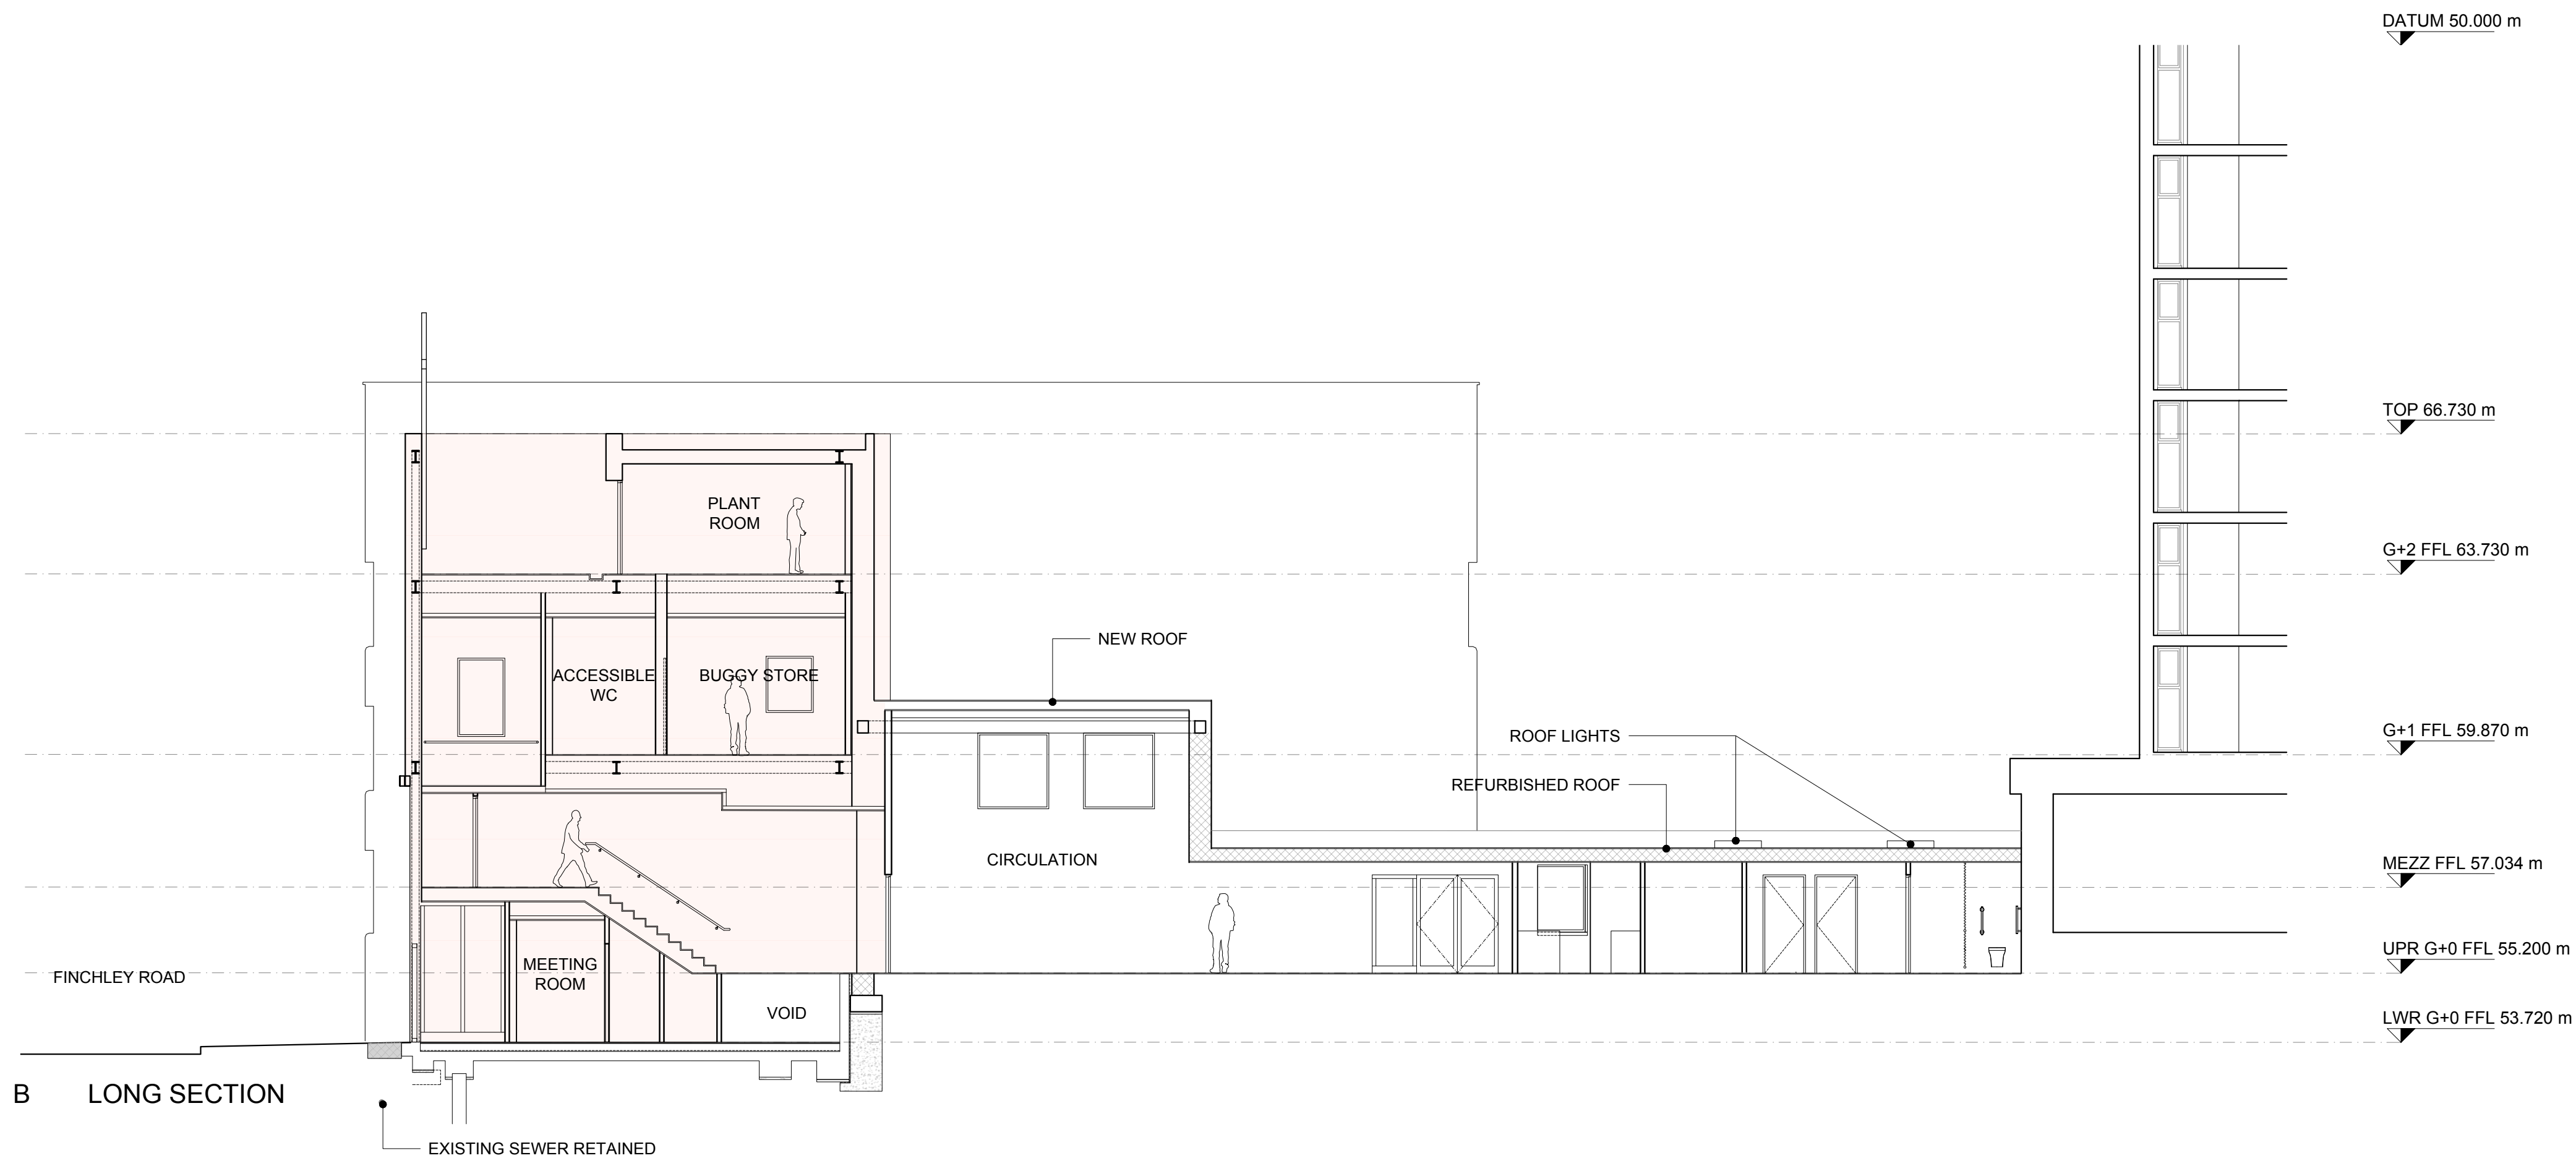 DATUM 50.000 m
TOP 66.730 m
PLANT
ROOM
G+2 FFL 63.730 m
NEW ROOF
ACCESSIBLE
WC
BUGGY STORE
ROOF LIGHTS
G+1 FFL 59.870 m
REFURBISHED ROOF
CIRCULATION
MEZZ FFL 57.034 m
MEETING
ROOM
UPR G+0 FFL 55.200 m
FINCHLEY ROAD
VOID
LWR G+0 FFL 53.720 m
B LONG SECTION
EXISTING SEWER RETAINED